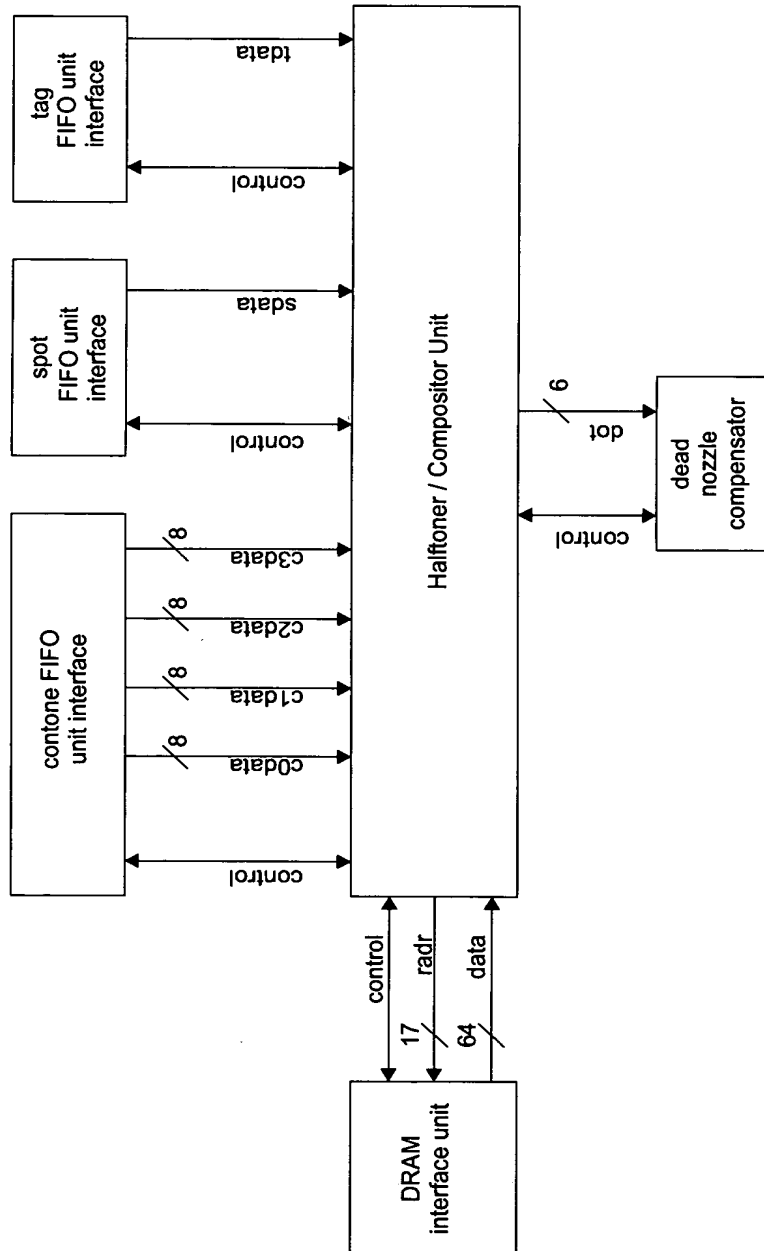 contone FIFO
unit interface
spot
FIFO unit
interface
tag
FIFO unit
interface
control
8
c0data
8
c1data
8
c2data
8
c3data
control
sdata
control
tdata
DRAM
interface unit
control
17
radr
64
data
Halftoner / Compositor Unit
control
6
dot
dead
nozzle
compensator